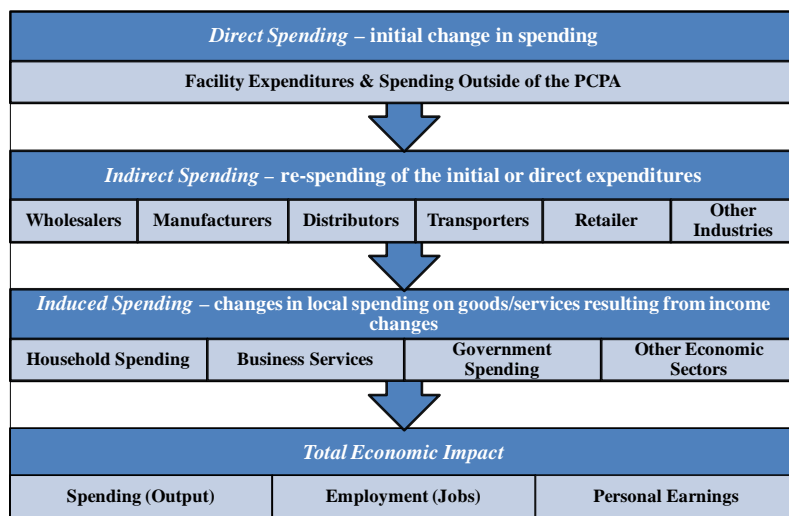 Direct Spending – initial change in spending
Facility Expenditures & Spending Outside of the PCPA
Indirect Spending – re-spending of the initial or direct expenditures
Wholesalers
Manufacturers
Distributors
Transporters
Retailer
Other
Industries
Induced Spending – changes in local spending on goods/services resulting from income
changes
Household Spending
Business Services
Government
Spending
Other Economic
Sectors
Total Economic Impact
Spending (Output)
Employment (Jobs)
Personal Earnings